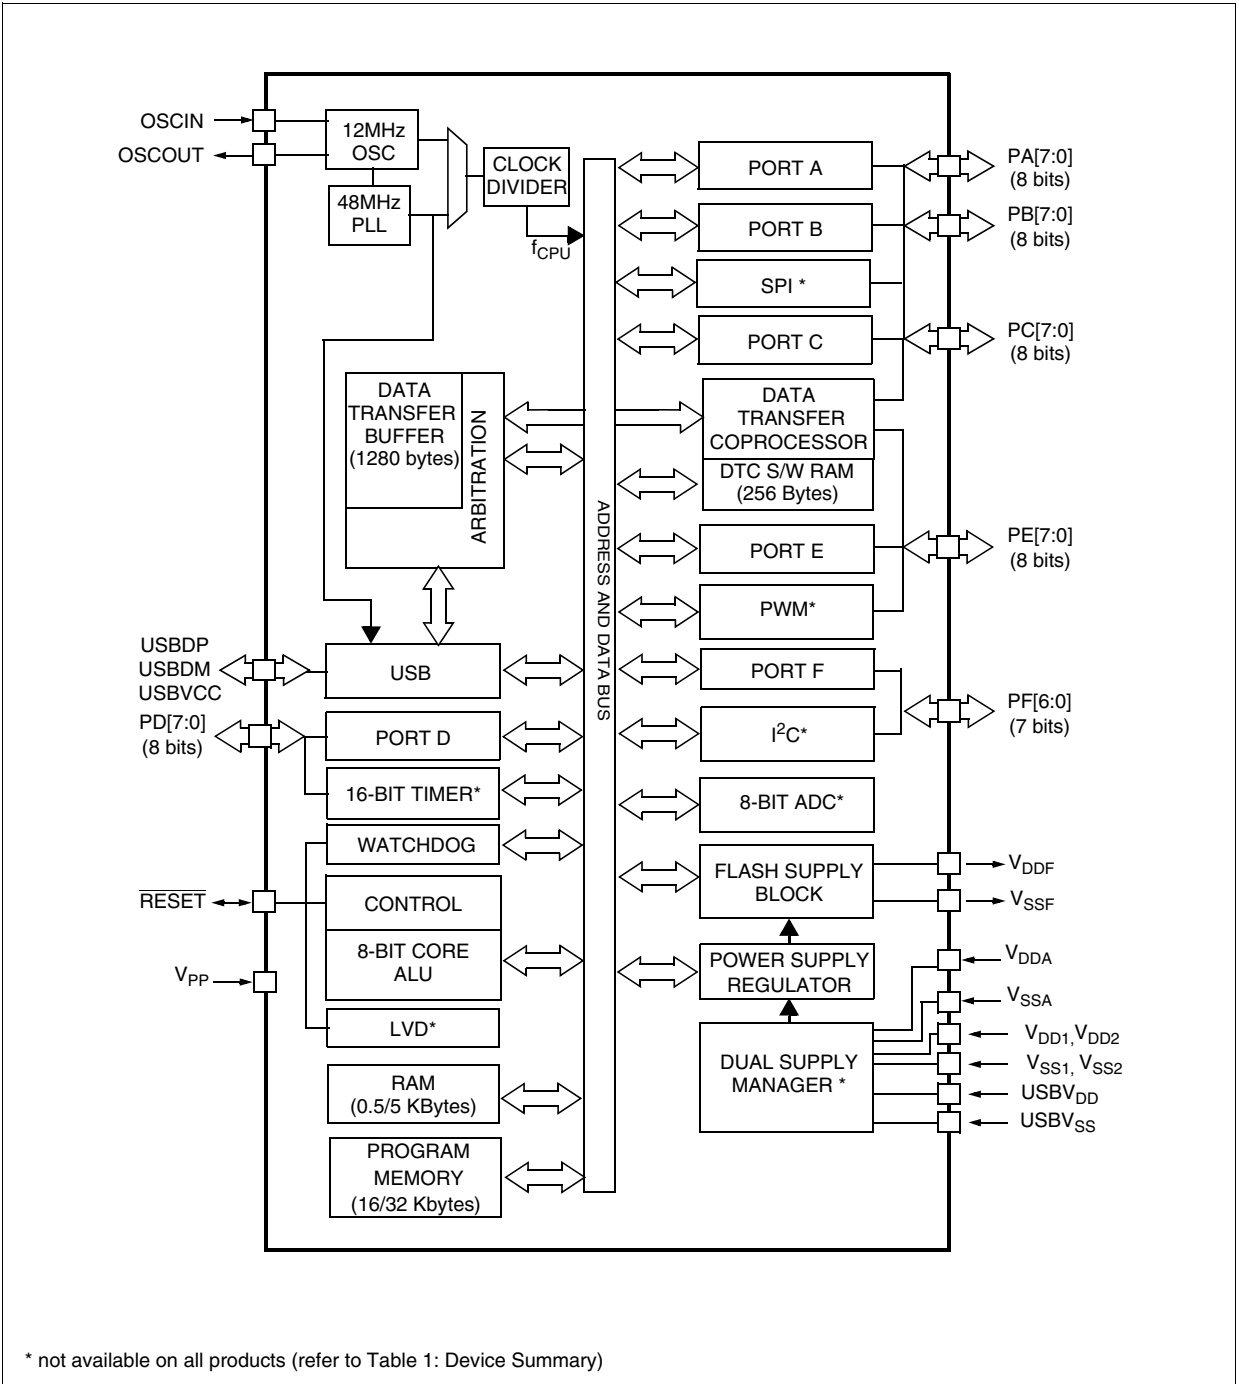 OSCIN
OSCOUT
12MHz
OSC
48MHz
PLL
CLOCK
DIVIDER
fCPU
DATA
TRANSFER
BUFFER
(1280 bytes)
ARBITRATION
USBDP
USBDM
USBVCC
USB
PD[7:0]
(8 bits)
PORT D
16-BIT TIMER*
WATCHDOG
RESET
CONTROL
8-BIT CORE
ALU
VPP
LVD*
RAM
(0.5/5 KBytes)
PROGRAM
MEMORY
(16/32 Kbytes)
ADDRESS AND DATA BUS
PORT A
PA[7:0]
(8 bits)
PORT B
PB[7:0]
(8 bits)
SPI *
PORT C
PC[7:0]
(8 bits)
DATA
TRANSFER
COPROCESSOR
DTC S/W RAM
(256 Bytes)
PORT E
PE[7:0]
(8 bits)
PWM*
PORT F
PF[6:0]
(7 bits)
I2C*
8-BIT ADC*
FLASH SUPPLY
BLOCK
VDDF
VSSF
POWER SUPPLY
REGULATOR
DUAL SUPPLY
MANAGER *
VDDA
VSSA
VDD1,VDD2
VSS1, VSS2
USBVDD
USBVSS
* not available on all products (refer to Table 1: Device Summary)